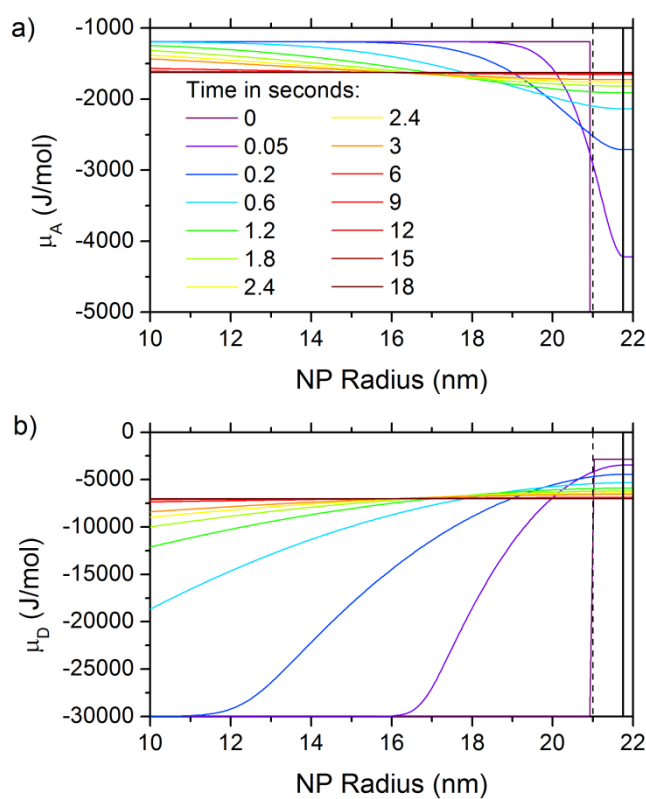 a)
-1000
-2000
-3000
-4000
-5000
μA (J/mol)
Time in seconds:
0 2.4
0.05 3
0.2 6
0.6 9
1.2 12
1.8 15
2.4 18
10 12 14 16 18 20 22
NP Radius (nm)
b)
0
-5000
-10000
-15000
-20000
-25000
-30000
μD (J/mol)
10 12 14 16 18 20 22
NP Radius (nm)